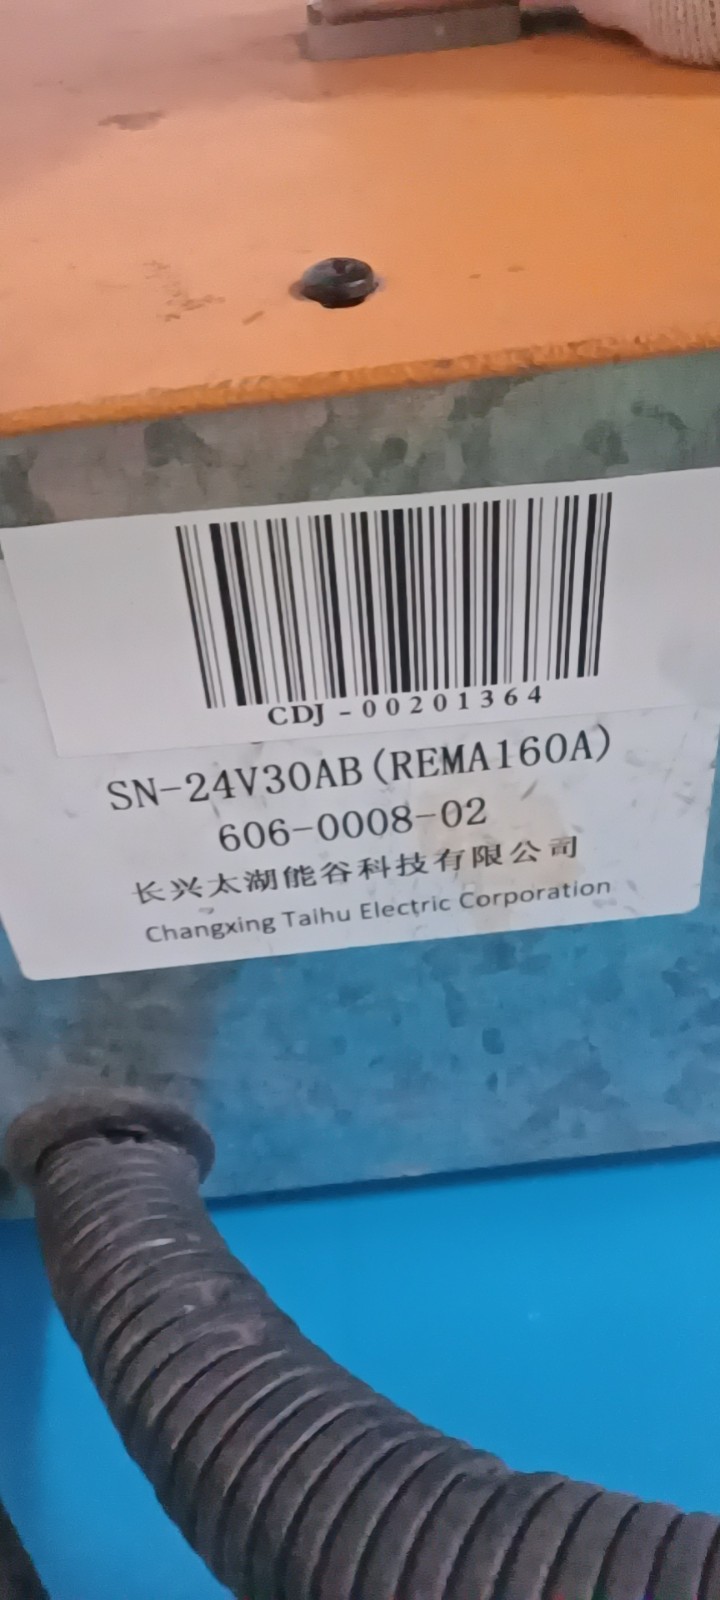 CDJ-00201364
SN-24V30AB(REMA160A)
606-0008-02
长兴太湖能谷科技有限公司
Changxing Taihu Electric Corporation